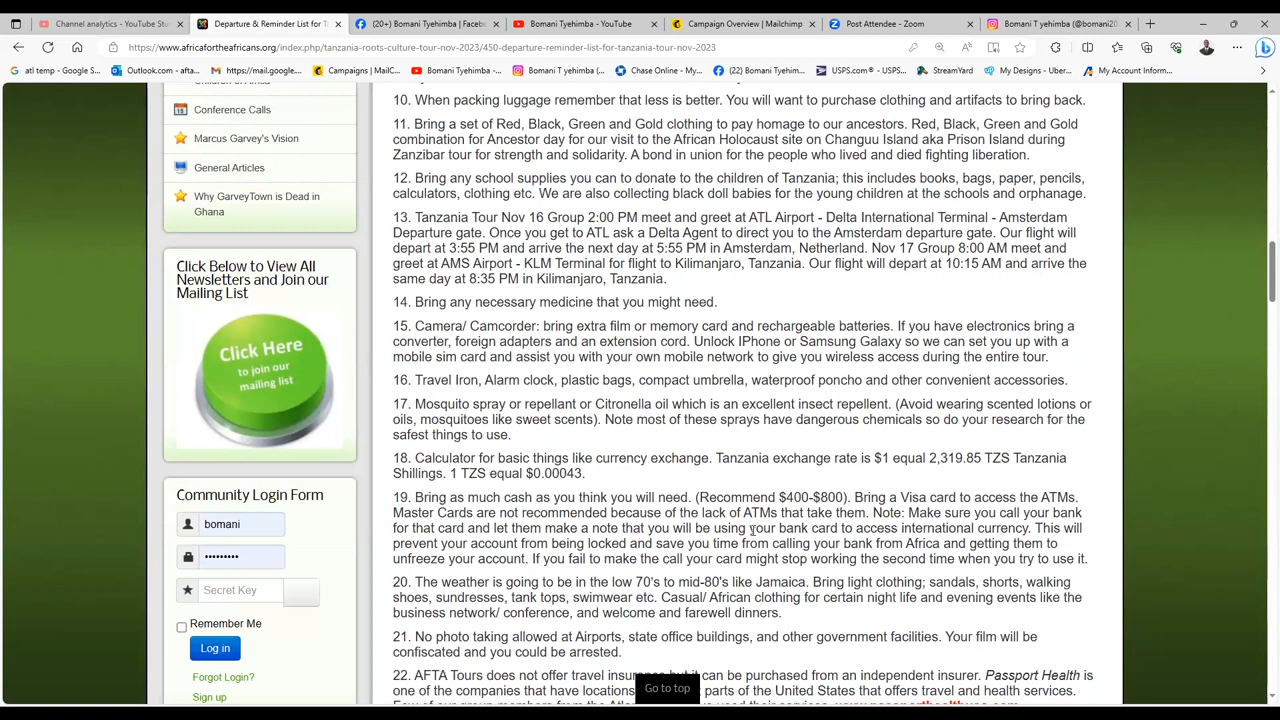 Channel analytics - YouTube Stu
Departure & Reminder List for T
(20+) Bomani Tyehimba | Faceb
Bomani Tyehimba - YouTube
Campaign Overview | Mailchimp
Post Attendee - Zoom
Bomani T yehimba (@bomani20
https://www.africafortheafricans.org/index.php/tanzania-roots-culture-tour-nov-2023/450-departure-reminder-list-for-tanzania-tour-nov-2023
atl temp - Google S...
Outlook.com - afta...
https://mail.google....
Campaigns | MailC...
Bomani Tyehimba -...
Bomani T yehimba (...
Chase Online - My...
(22) Bomani Tyehim...
USPS.com® - USPS...
StreamYard
My Designs - Uber...
My Account Inform...
Conference Calls
Marcus Garvey's Vision
General Articles
Why GarveyTown is Dead in
Ghana
Click Below to View All
Newsletters and Join our
Mailing List
Click Here
to join our
mailing list
Community Login Form
bomani
•••••••••
Secret Key
Remember Me
Log in
Forgot Login?
Sign up
10. When packing luggage remember that less is better. You will want to purchase clothing and artifacts to bring back.
11. Bring a set of Red, Black, Green and Gold clothing to pay homage to our ancestors. Red, Black, Green and Gold
combination for Ancestor day for our visit to the African Holocaust site on Changuu Island aka Prison Island during
Zanzibar tour for strength and solidarity. A bond in union for the people who lived and died fighting liberation.
12. Bring any school supplies you can to donate to the children of Tanzania; this includes books, bags, paper, pencils,
calculators, clothing etc. We are also collecting black doll babies for the young children at the schools and orphanage.
13. Tanzania Tour Nov 16 Group 2:00 PM meet and greet at ATL Airport - Delta International Terminal - Amsterdam
Departure gate. Once you get to ATL ask a Delta Agent to direct you to the Amsterdam departure gate. Our flight will
depart at 3:55 PM and arrive the next day at 5:55 PM in Amsterdam, Netherland. Nov 17 Group 8:00 AM meet and
greet at AMS Airport - KLM Terminal for flight to Kilimanjaro, Tanzania. Our flight will depart at 10:15 AM and arrive the
same day at 8:35 PM in Kilimanjaro, Tanzania.
14. Bring any necessary medicine that you might need.
15. Camera/ Camcorder: bring extra film or memory card and rechargeable batteries. If you have electronics bring a
converter, foreign adapters and an extension cord. Unlock IPhone or Samsung Galaxy so we can set you up with a
mobile sim card and assist you with your own mobile network to give you wireless access during the entire tour.
16. Travel Iron, Alarm clock, plastic bags, compact umbrella, waterproof poncho and other convenient accessories.
17. Mosquito spray or repellant or Citronella oil which is an excellent insect repellent. (Avoid wearing scented lotions or
oils, mosquitoes like sweet scents). Note most of these sprays have dangerous chemicals so do your research for the
safest things to use.
18. Calculator for basic things like currency exchange. Tanzania exchange rate is $1 equal 2,319.85 TZS Tanzania
Shillings. 1 TZS equal $0.00043.
19. Bring as much cash as you think you will need. (Recommend $400-$800). Bring a Visa card to access the ATMs.
Master Cards are not recommended because of the lack of ATMs that take them. Note: Make sure you call your bank
for that card and let them make a note that you will be using your bank card to access international currency. This will
prevent your account from being locked and save you time from calling your bank from Africa and getting them to
unfreeze your account. If you fail to make the call your card might stop working the second time when you try to use it.
20. The weather is going to be in the low 70's to mid-80's like Jamaica. Bring light clothing; sandals, shorts, walking
shoes, sundresses, tank tops, swimwear etc. Casual/ African clothing for certain night life and evening events like the
business network/ conference, and welcome and farewell dinners.
21. No photo taking allowed at Airports, state office buildings, and other government facilities. Your film will be
confiscated and you could be arrested.
22. AFTA Tours does not offer travel insurance but it can be purchased from an independent insurer. Passport Health is
one of the companies that have locations parts of the United States that offers travel and health services.
Go to top